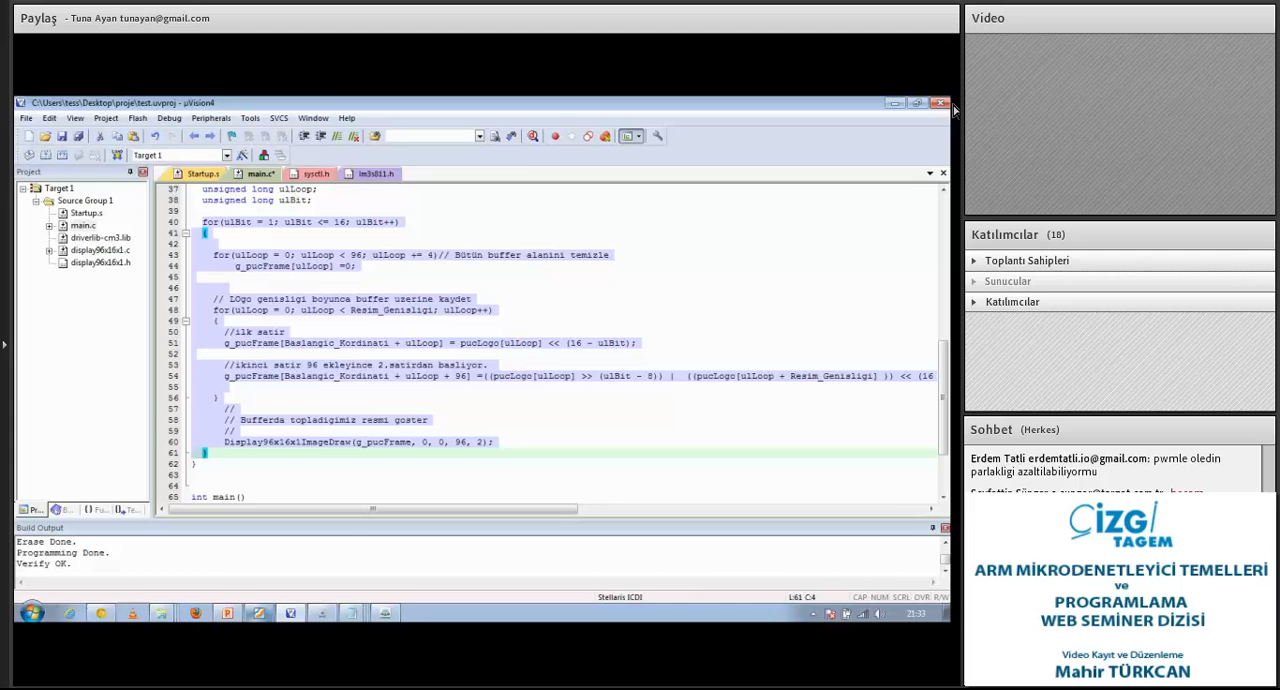 Paylaş - Tuna Ayan tunayan@gmail.com
C:\Users\tess\Desktop\proje\test.uvproj - µVision4
File Edit View Project Flash Debug Peripherals Tools SVCS Window Help
Target 1
Project
Target 1
Source Group 1
Startup.s
main.c
driverlib-cm3.lib
display96x16x1.c
display96x16x1.h
Startup.s main.c* sysctl.h lm3s811.h
37 unsigned long ulLoop;
38 unsigned long ulBit;
39
40 for(ulBit = 1; ulBit <= 16; ulBit++)
41 {
42
43 for(ulLoop = 0; ulLoop < 96; ulLoop += 4)// Bütün buffer alanini temizle
44 g_pucFrame[ulLoop] =0;
45
46
47 // LOgo genisligi boyunca buffer uzerine kaydet
48 for(ulLoop = 0; ulLoop < Resim_Genisligi; ulLoop++)
49 {
50 //ilk satir
51 g_pucFrame[Baslangic_Kordinati + ulLoop] = pucLogo[ulLoop] << (16 - ulBit);
52
53 //ikinci satir 96 ekleyince 2.satirdan basliyor.
54 g_pucFrame[Baslangic_Kordinati + ulLoop + 96] =((pucLogo[ulLoop] >> (ulBit - 8)) | ((pucLogo[ulLoop + Resim_Genisligi] )) << (16
55
56 }
57 //
58 // Bufferda topladigimiz resmi goster
59 //
60 Display96x16x1ImageDraw(g_pucFrame, 0, 0, 96, 2);
61 }
62 }
63
64
65 int main()
Pr... B... {} Fu... Te...
Build Output
Erase Done.
Programming Done.
Verify OK.
Stellaris ICDI L:61 C:4 CAP NUM SCRL OVR R/W
21:33
Video
Katılımcılar (18)
Toplantı Sahipleri
Sunucular
Katılımcılar
Sohbet (Herkes)
Erdem Tatli erdemtatli.io@gmail.com: pwmle oledin
parlakligi azaltilabiliyormu
ÇİZGİ
TAGEM
ARM MİKRODENETLEYİCİ TEMELLERİ
ve
PROGRAMLAMA
WEB SEMİNER DİZİSİ
Video Kayıt ve Düzenleme
Mahir TÜRKCAN